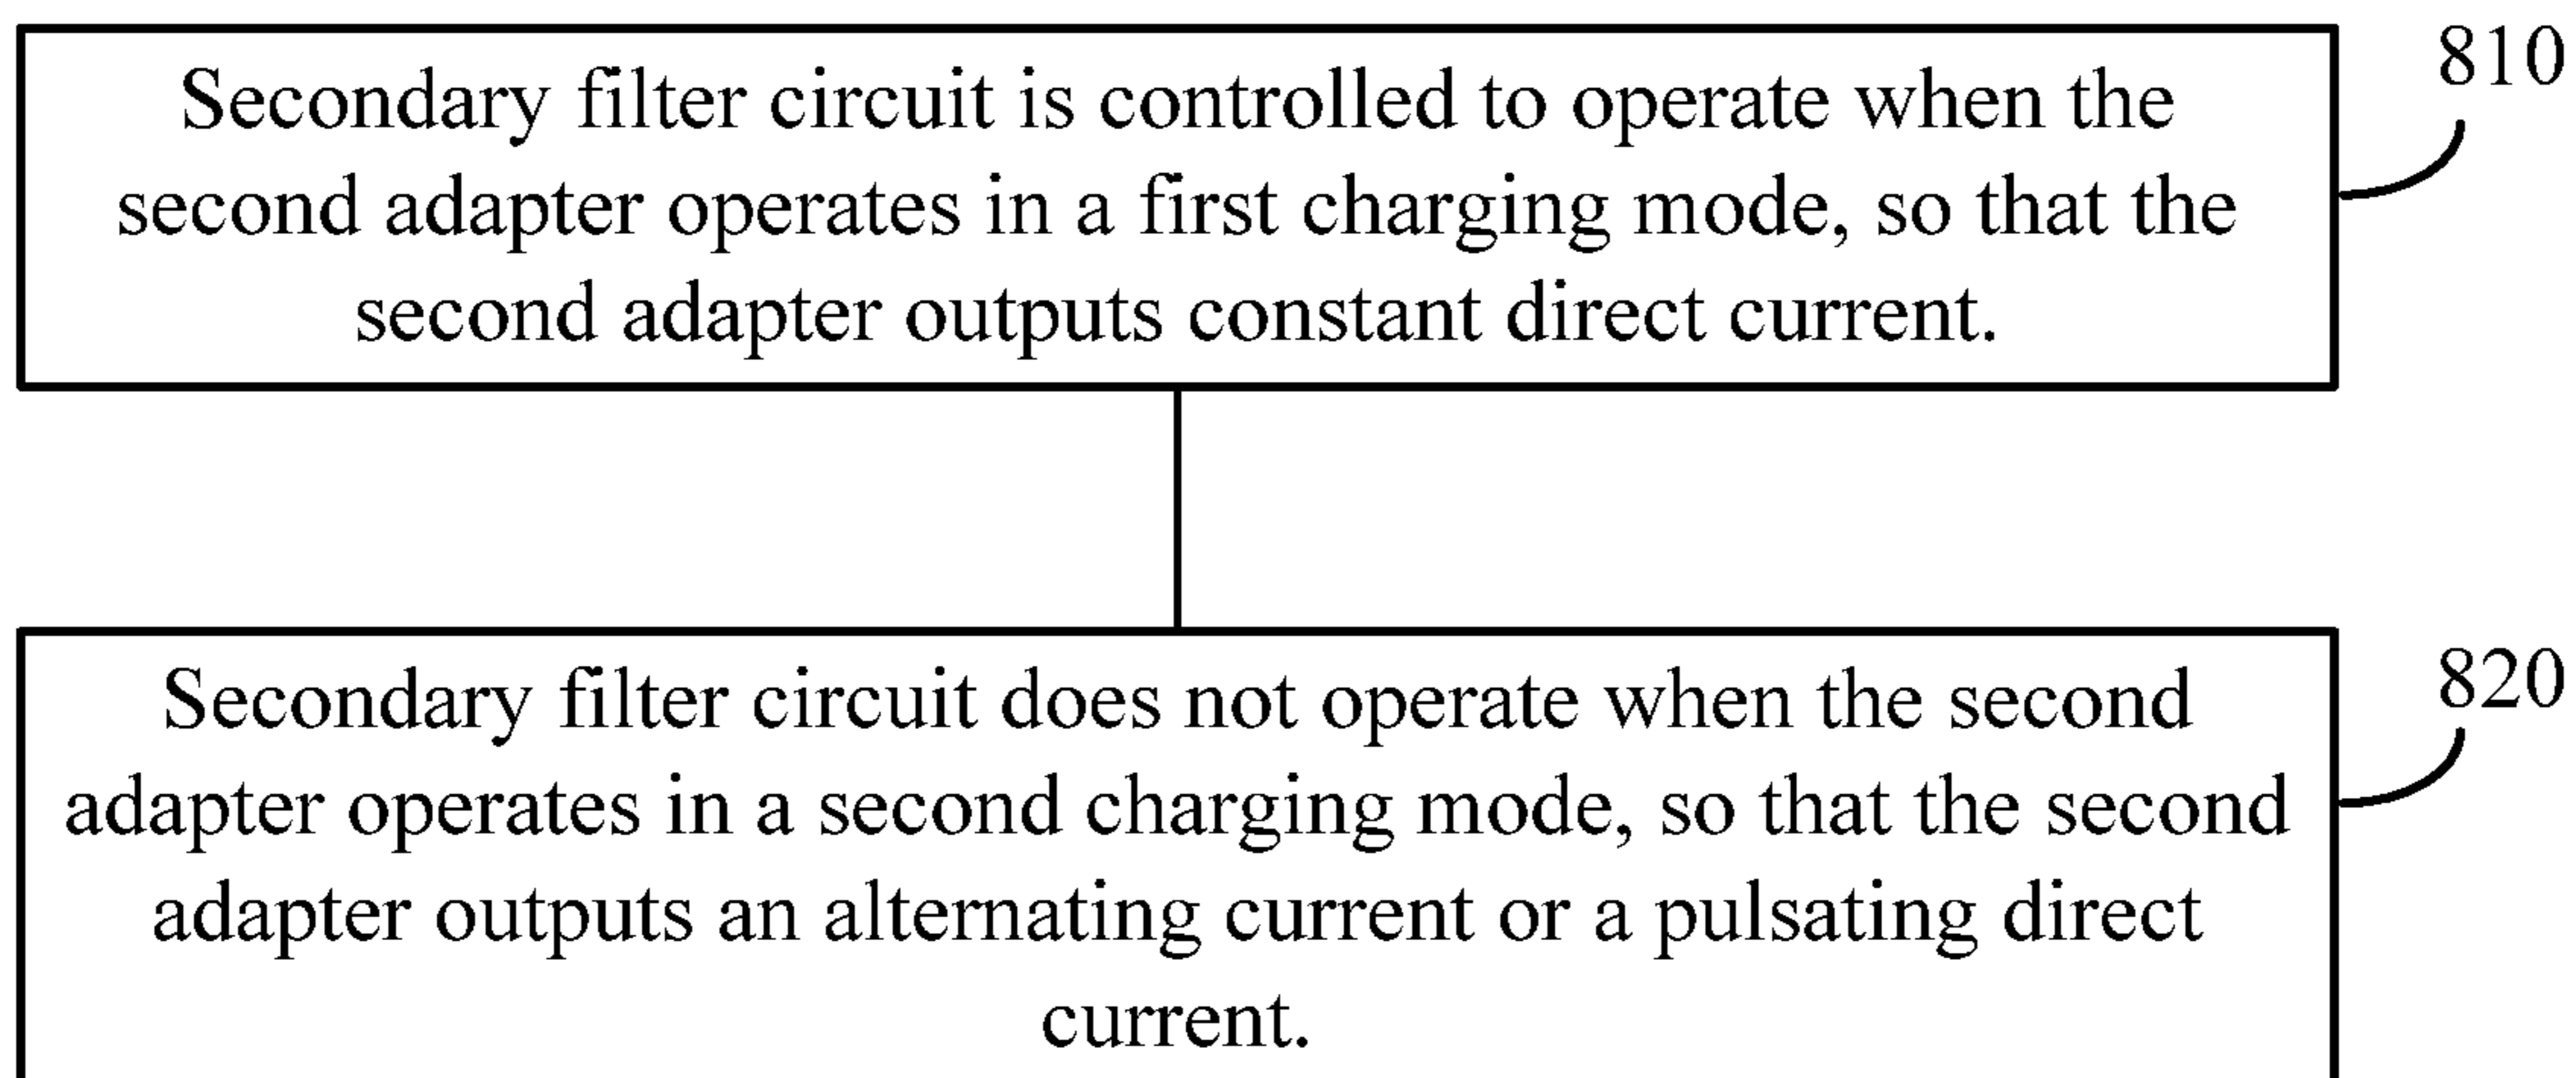 Secondary filter circuit is controlled to operate when the
second adapter operates in a first charging mode, so that the
second adapter outputs constant direct current.
810
Secondary filter circuit does not operate when the second
adapter operates in a second charging mode, so that the second
adapter outputs an alternating current or a pulsating direct
current.
820